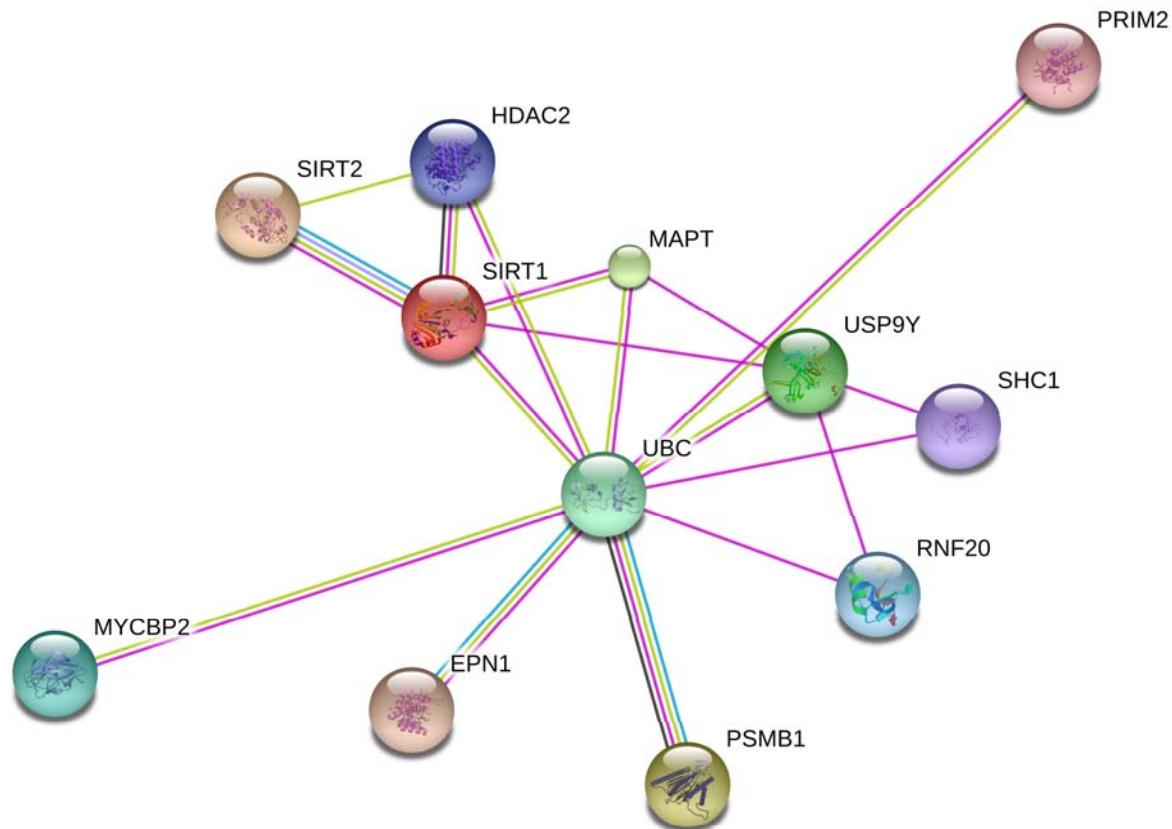 PRIM2
HDAC2
SIRT2
MAPT
SIRT1
USP9Y
SHC1
UBC
RNF20
MYCBP2
EPN1
PSMB1